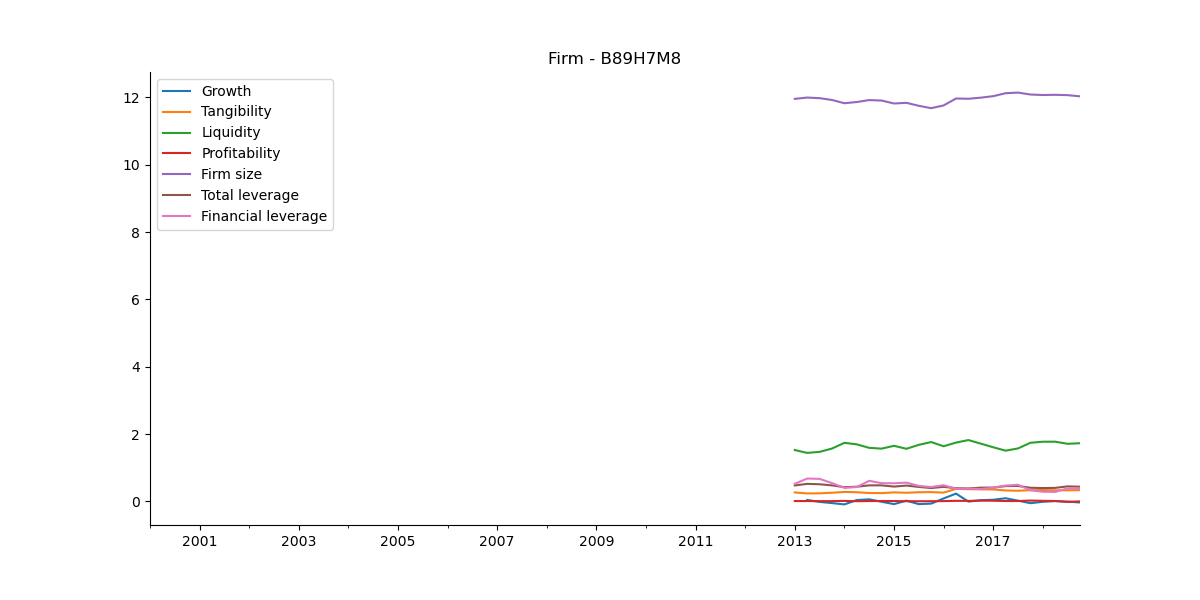 Firm - B89H7M8
Growth
Tangibility
Liquidity
Profitability
Firm size
Total leverage
Financial leverage
12
10
8
6
4
2
0
2001 2003 2005 2007 2009 2011 2013 2015 2017